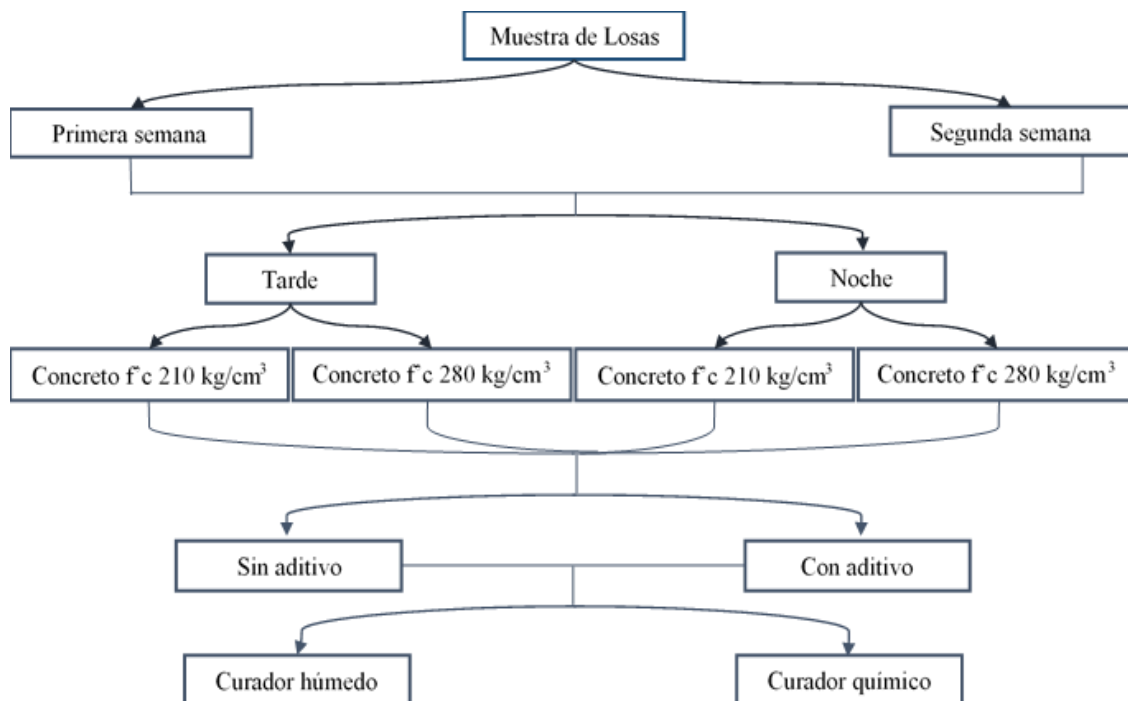 Muestra de Losas
Primera semana
Segunda semana
Tarde
Noche
Concreto f´c 210 kg/cm³
Concreto f´c 280 kg/cm³
Concreto f´c 210 kg/cm³
Concreto f´c 280 kg/cm³
Sin aditivo
Con aditivo
Curador húmedo
Curador químico